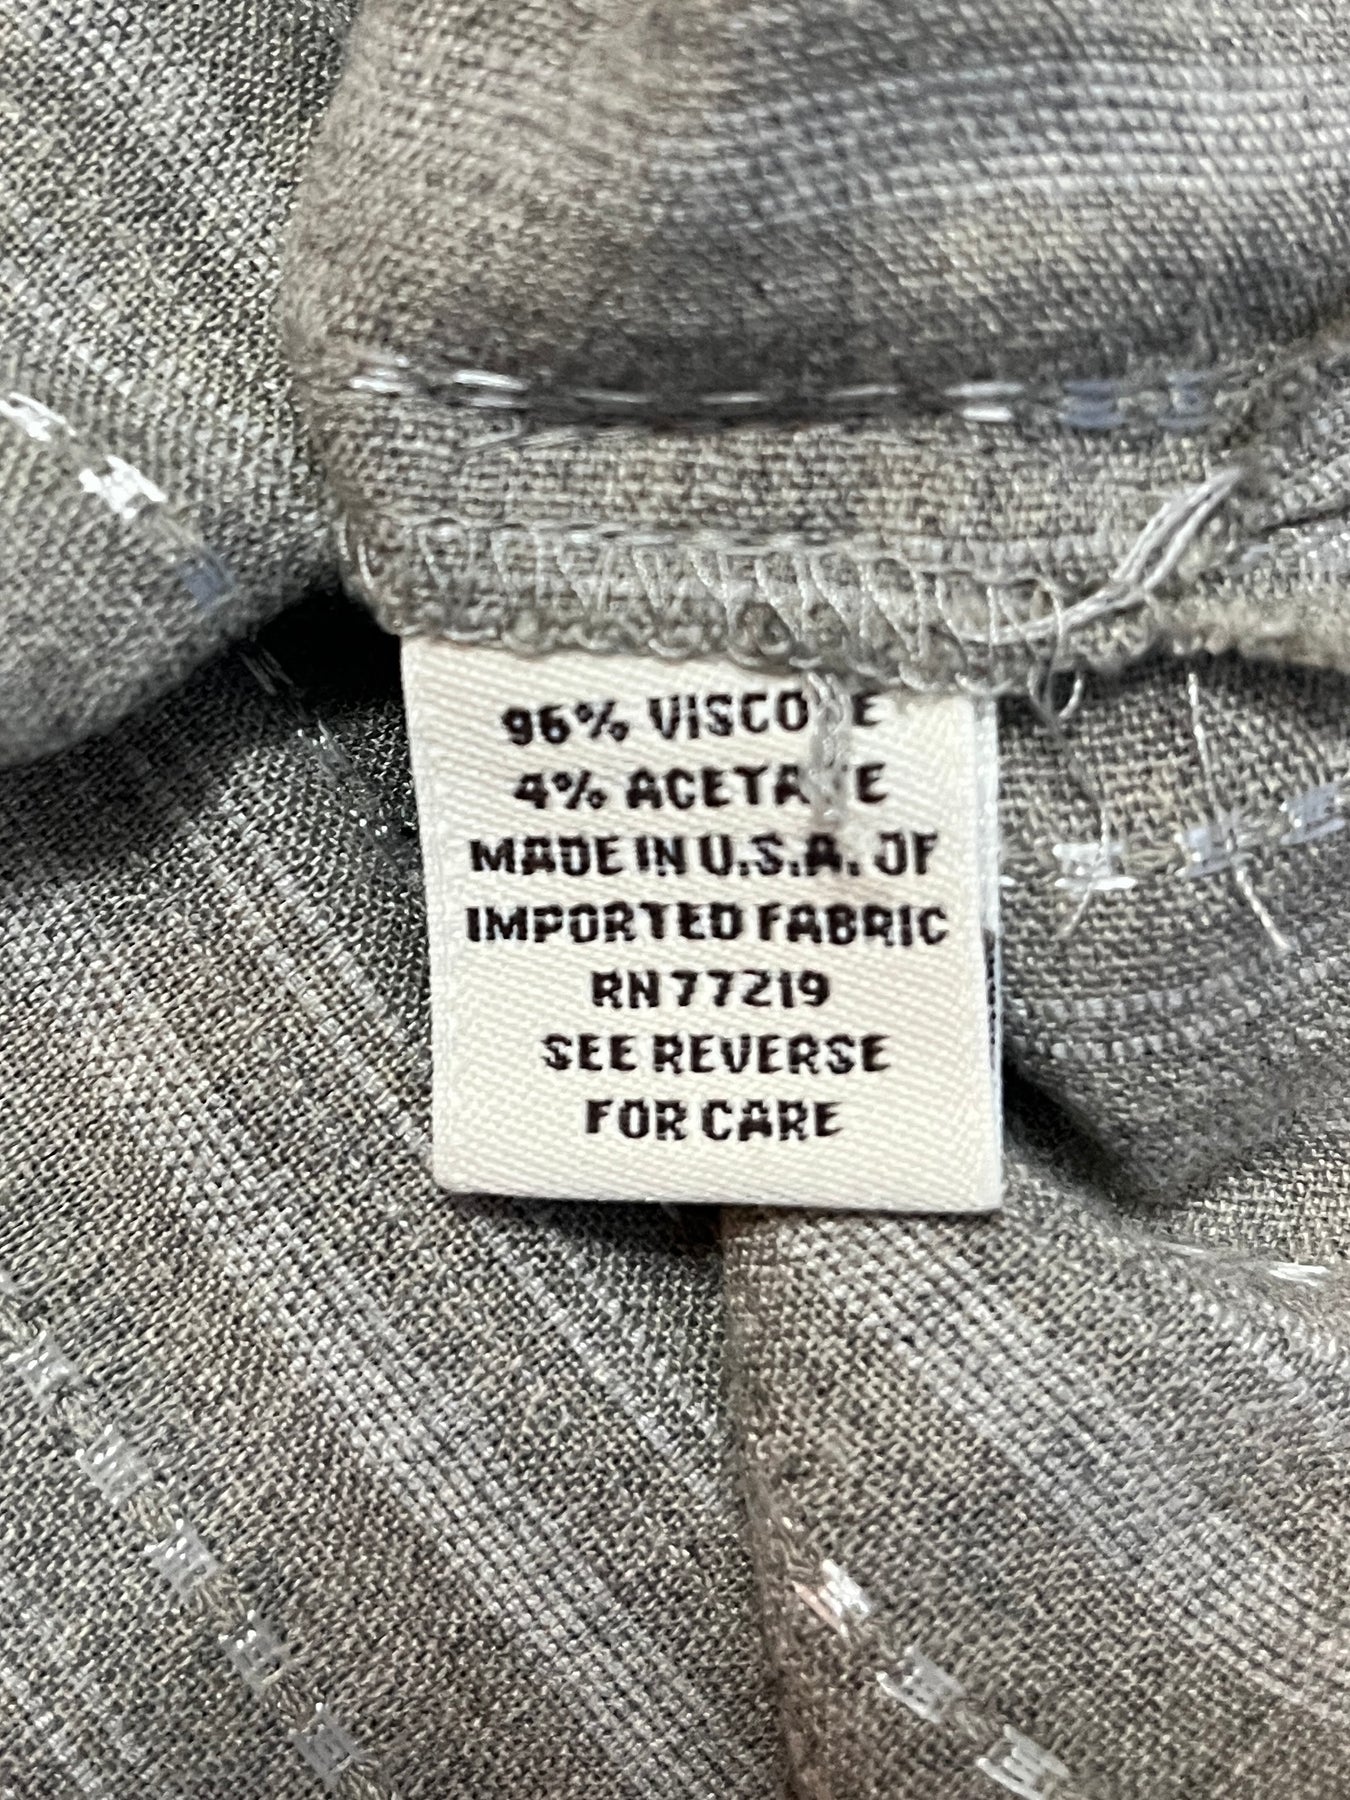 96% VISCOSE
4% ACETATE
MADE IN U.S.A. OF
IMPORTED FABRIC
RN 77219
SEE REVERSE
FOR CARE